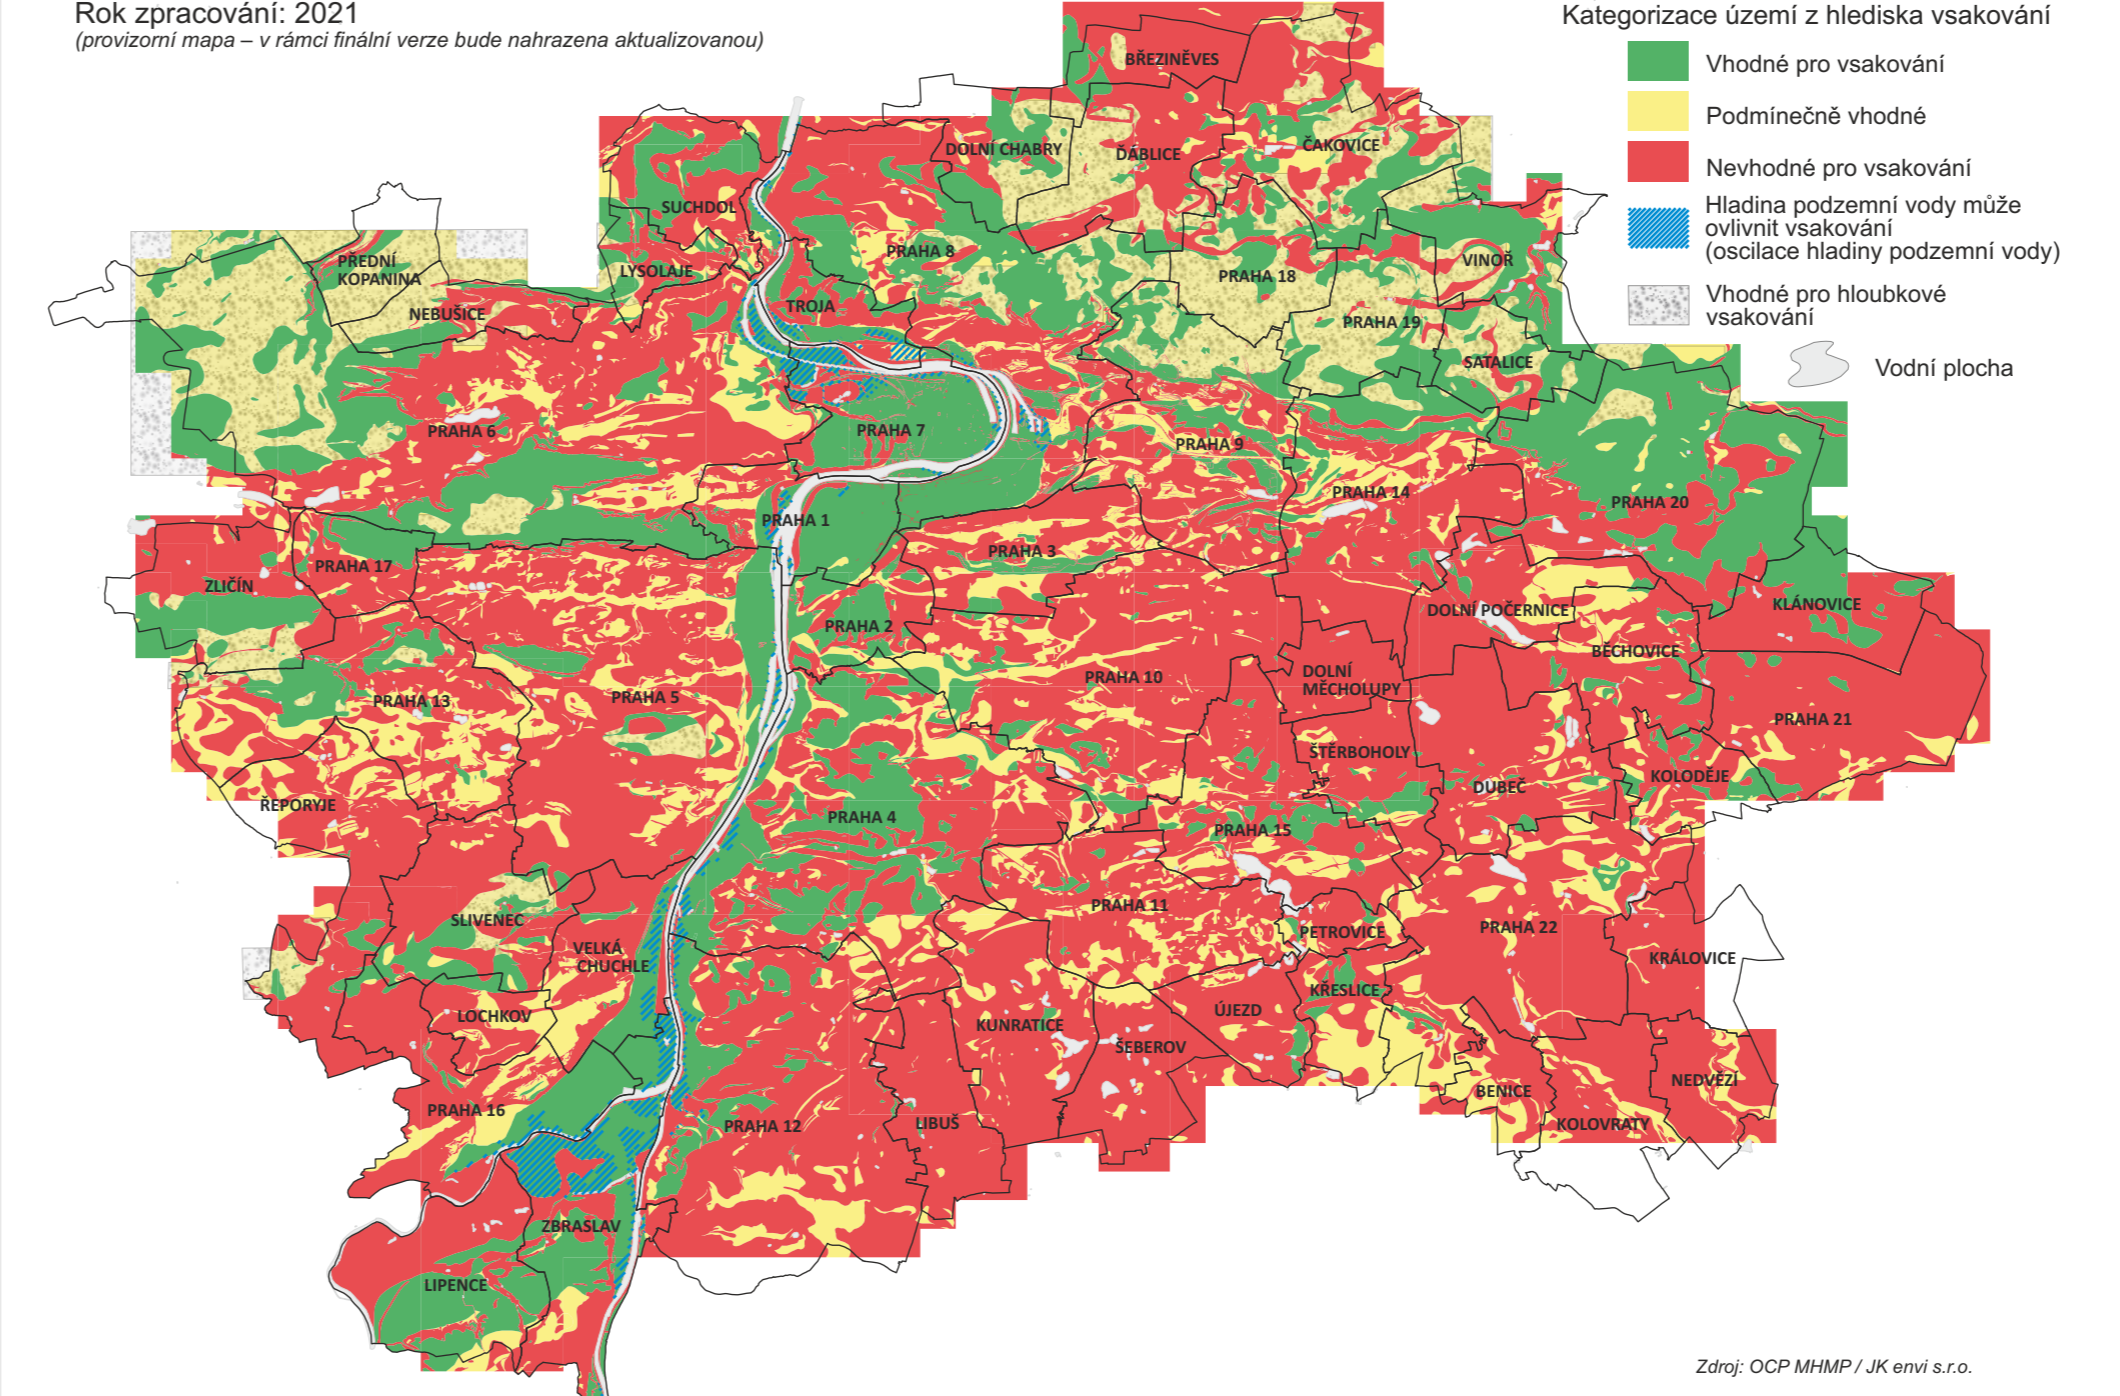 Rok zpracování: 2021
(provizorní mapa – v rámci finální verze bude nahrazena aktualizovanou)
Kategorizace území z hlediska vsakování
Vhodné pro vsakování
Podmínečně vhodné
Nevhodné pro vsakování
Hladina podzemní vody může
ovlivnit vsakování
(oscilace hladiny podzemní vody)
Vhodné pro hloubkové
vsakování
Vodní plocha
BŘEZINĚVES
DOLNÍ CHABRY
ĎÁBLICE
ČAKOVICE
SUCHDOL
PRAHA 8
PŘEDNÍ
KOPANINA
LYSOLAJE
PRAHA 18
VINOŘ
NEBUŠICE
TROJA
PRAHA 19
SATALICE
PRAHA 6
PRAHA 7
PRAHA 9
PRAHA 14
PRAHA 20
PRAHA 1
PRAHA 3
PRAHA 17
ZLIČÍN
PRAHA 2
DOLNÍ POČERNICE
KLÁNOVICE
BĚCHOVICE
PRAHA 13
PRAHA 5
PRAHA 10
DOLNÍ
MĚCHOLUPY
PRAHA 21
ŠTĚRBOHOLY
KOLODĚJE
DUBEČ
ŘEPORYJE
PRAHA 4
PRAHA 15
SLIVENEC
PRAHA 11
PETROVICE
PRAHA 22
VELKÁ
CHUCHLE
KRÁLOVICE
KŘESLICE
LOCHKOV
KUNRATICE
ÚJEZD
ŠEBEROV
PRAHA 16
PRAHA 12
LIBUŠ
BENICE
NEDVĚZÍ
KOLOVRATY
ZBRASLAV
LIPENCE
Zdroj: OCP MHMP / JK envi s.r.o.